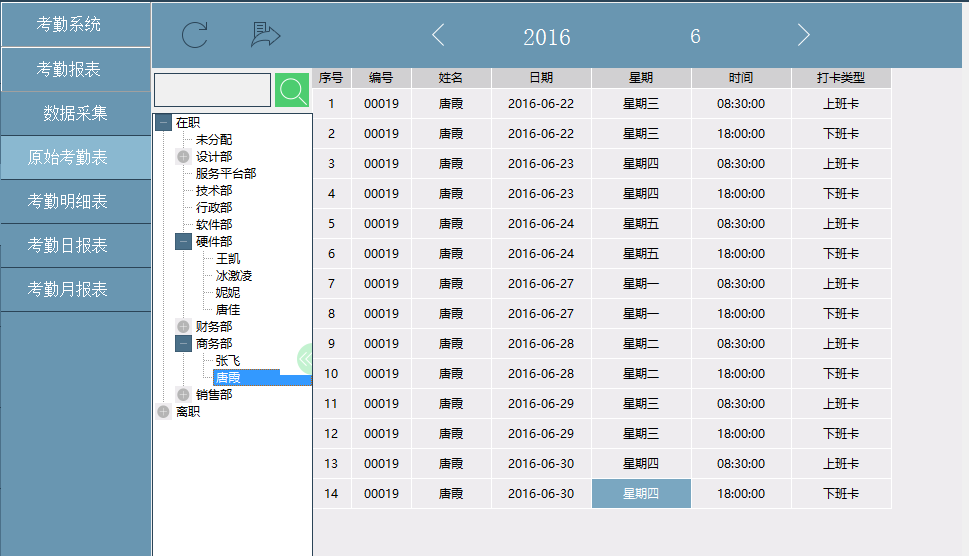 考勤系统
考勤报表
数据采集
原始考勤表
考勤明细表
考勤日报表
考勤月报表
2016 6
在职
未分配
设计部
服务平台部
技术部
行政部
软件部
硬件部
王凯
冰激凌
妮妮
唐佳
财务部
商务部
张飞
唐霞
销售部
离职
序号 编号 姓名 日期 星期 时间 打卡类型
1 00019 唐霞 2016-06-22 星期三 08:30:00 上班卡
2 00019 唐霞 2016-06-22 星期三 18:00:00 下班卡
3 00019 唐霞 2016-06-23 星期四 08:30:00 上班卡
4 00019 唐霞 2016-06-23 星期四 18:00:00 下班卡
5 00019 唐霞 2016-06-24 星期五 08:30:00 上班卡
6 00019 唐霞 2016-06-24 星期五 18:00:00 下班卡
7 00019 唐霞 2016-06-27 星期一 08:30:00 上班卡
8 00019 唐霞 2016-06-27 星期一 18:00:00 下班卡
9 00019 唐霞 2016-06-28 星期二 08:30:00 上班卡
10 00019 唐霞 2016-06-28 星期二 18:00:00 下班卡
11 00019 唐霞 2016-06-29 星期三 08:30:00 上班卡
12 00019 唐霞 2016-06-29 星期三 18:00:00 下班卡
13 00019 唐霞 2016-06-30 星期四 08:30:00 上班卡
14 00019 唐霞 2016-06-30 星期四 18:00:00 下班卡